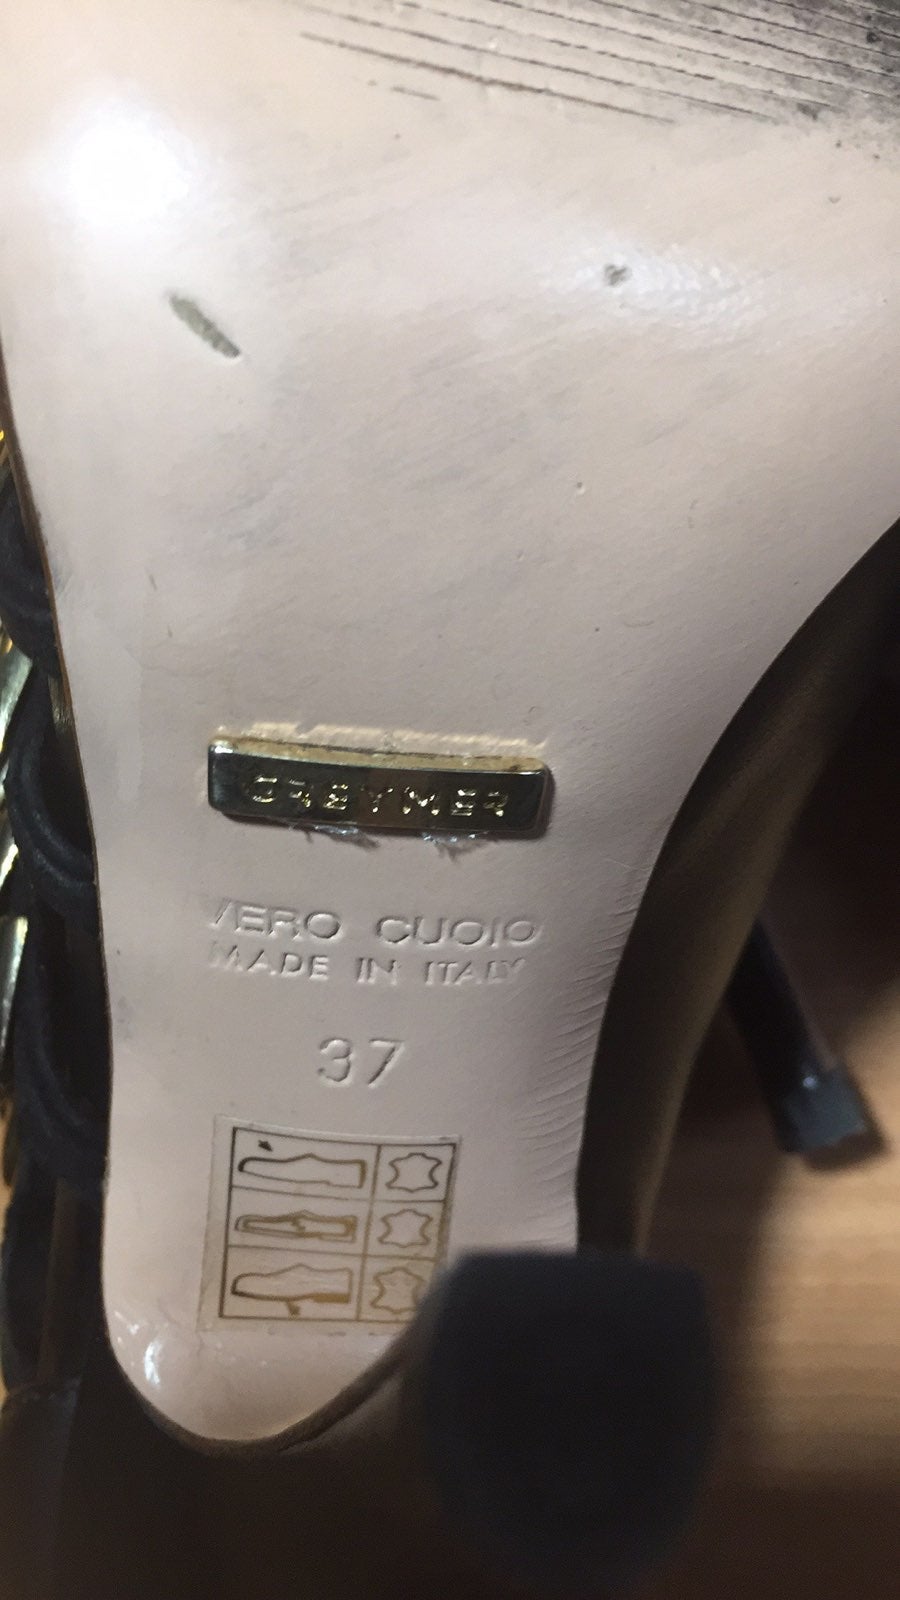 GREYMER
VERO CUOIO
MADE IN ITALY
37